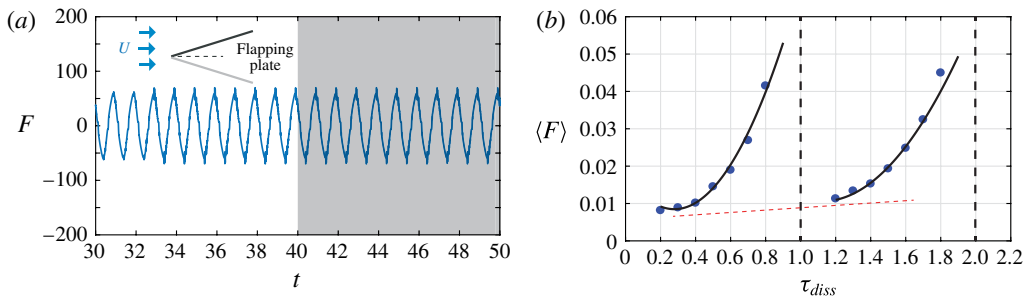 (a)
200
100
0
−100
−200
F
U
Flapping
plate
30 32 34 36 38 40 42 44 46 48 50
t
(b)
0.06
0.05
0.04
0.03
0.02
0.01
0
⟨F⟩
0 0.2 0.4 0.6 0.8 1.0 1.2 1.4 1.6 1.8 2.0 2.2
τdiss